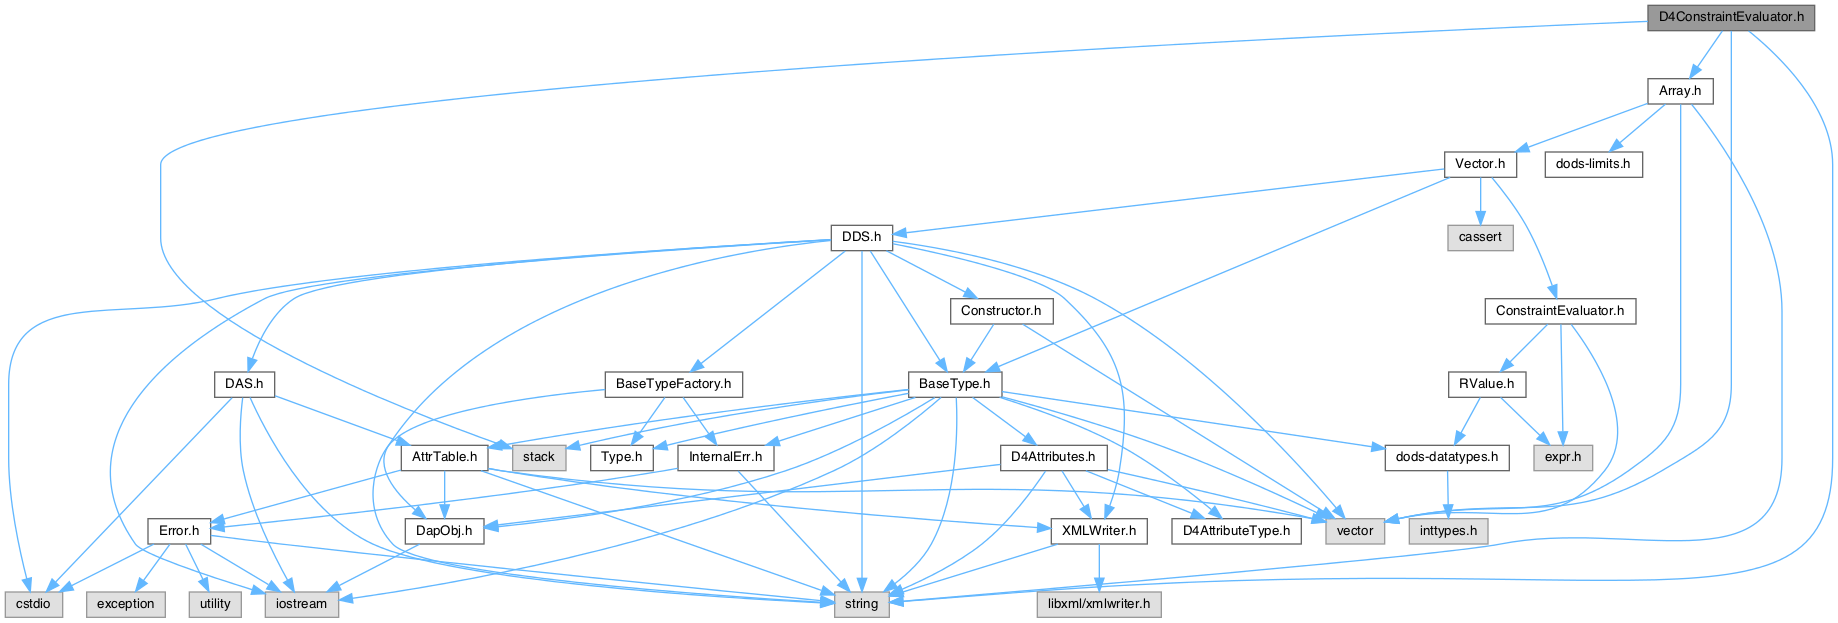 D4ConstraintEvaluator.h
Array.h
Vector.h
dods-limits.h
DDS.h
cassert
Constructor.h
ConstraintEvaluator.h
DAS.h
BaseTypeFactory.h
BaseType.h
RValue.h
AttrTable.h
stack
Type.h
InternalErr.h
D4Attributes.h
dods-datatypes.h
expr.h
Error.h
DapObj.h
XMLWriter.h
D4AttributeType.h
vector
inttypes.h
cstdio
exception
utility
iostream
string
libxml/xmlwriter.h